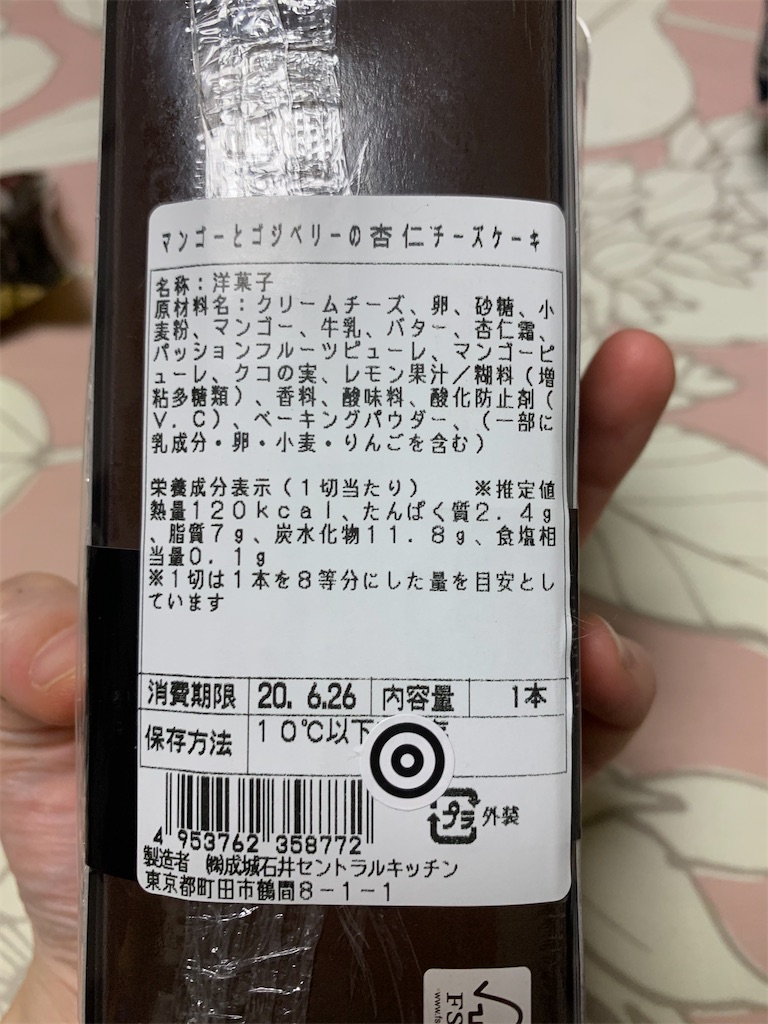 マンゴーとゴジベリーの杏仁チーズケーキ
名称：洋菓子
原材料名：クリームチーズ、卵、砂糖、小
麦粉、マンゴー、牛乳、バター、杏仁霜、
パッションフルーツピューレ、マンゴーピ
ューレ、クコの実、レモン果汁／糊料（増
粘多糖類）、香料、酸味料、酸化防止剤（
V．C）、ベーキングパウダー、（一部に
乳成分・卵・小麦・りんごを含む）
栄養成分表示（1切当たり） ※推定値
熱量120kcal、たんぱく質2．4g
、脂質7g、炭水化物11．8g、食塩相
当量0．1g
※1切は1本を8等分にした量を目安とし
ています
消費期限 20. 6.26 内容量 1本
保存方法 10℃以下
4 953762 358772
プラ 外装
製造者 ㈱成城石井セントラルキッチン
東京都町田市鶴間8－1－1
FS